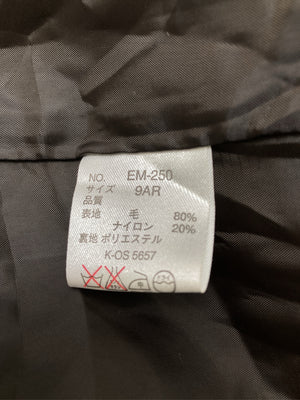 NO. EM-250
サイズ 9AR
品質
表地 毛 80%
ナイロン 20%
裏地 ポリエステル
K-OS 5657